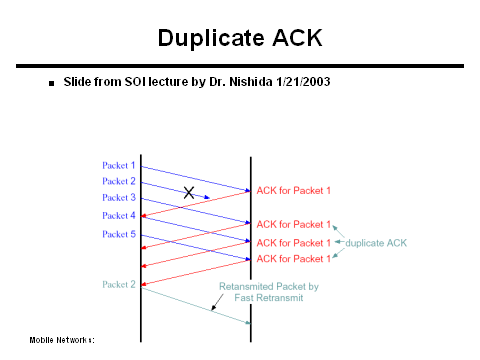 Duplicate ACK
Slide from SOI lecture by Dr. Nishida 1/21/2003
Packet 1
Packet 2
Packet 3
Packet 4
Packet 5
Packet 2
ACK for Packet 1
ACK for Packet 1
ACK for Packet 1
ACK for Packet 1
duplicate ACK
Retansmited Packet by
Fast Retransmit
Mobile Networks: